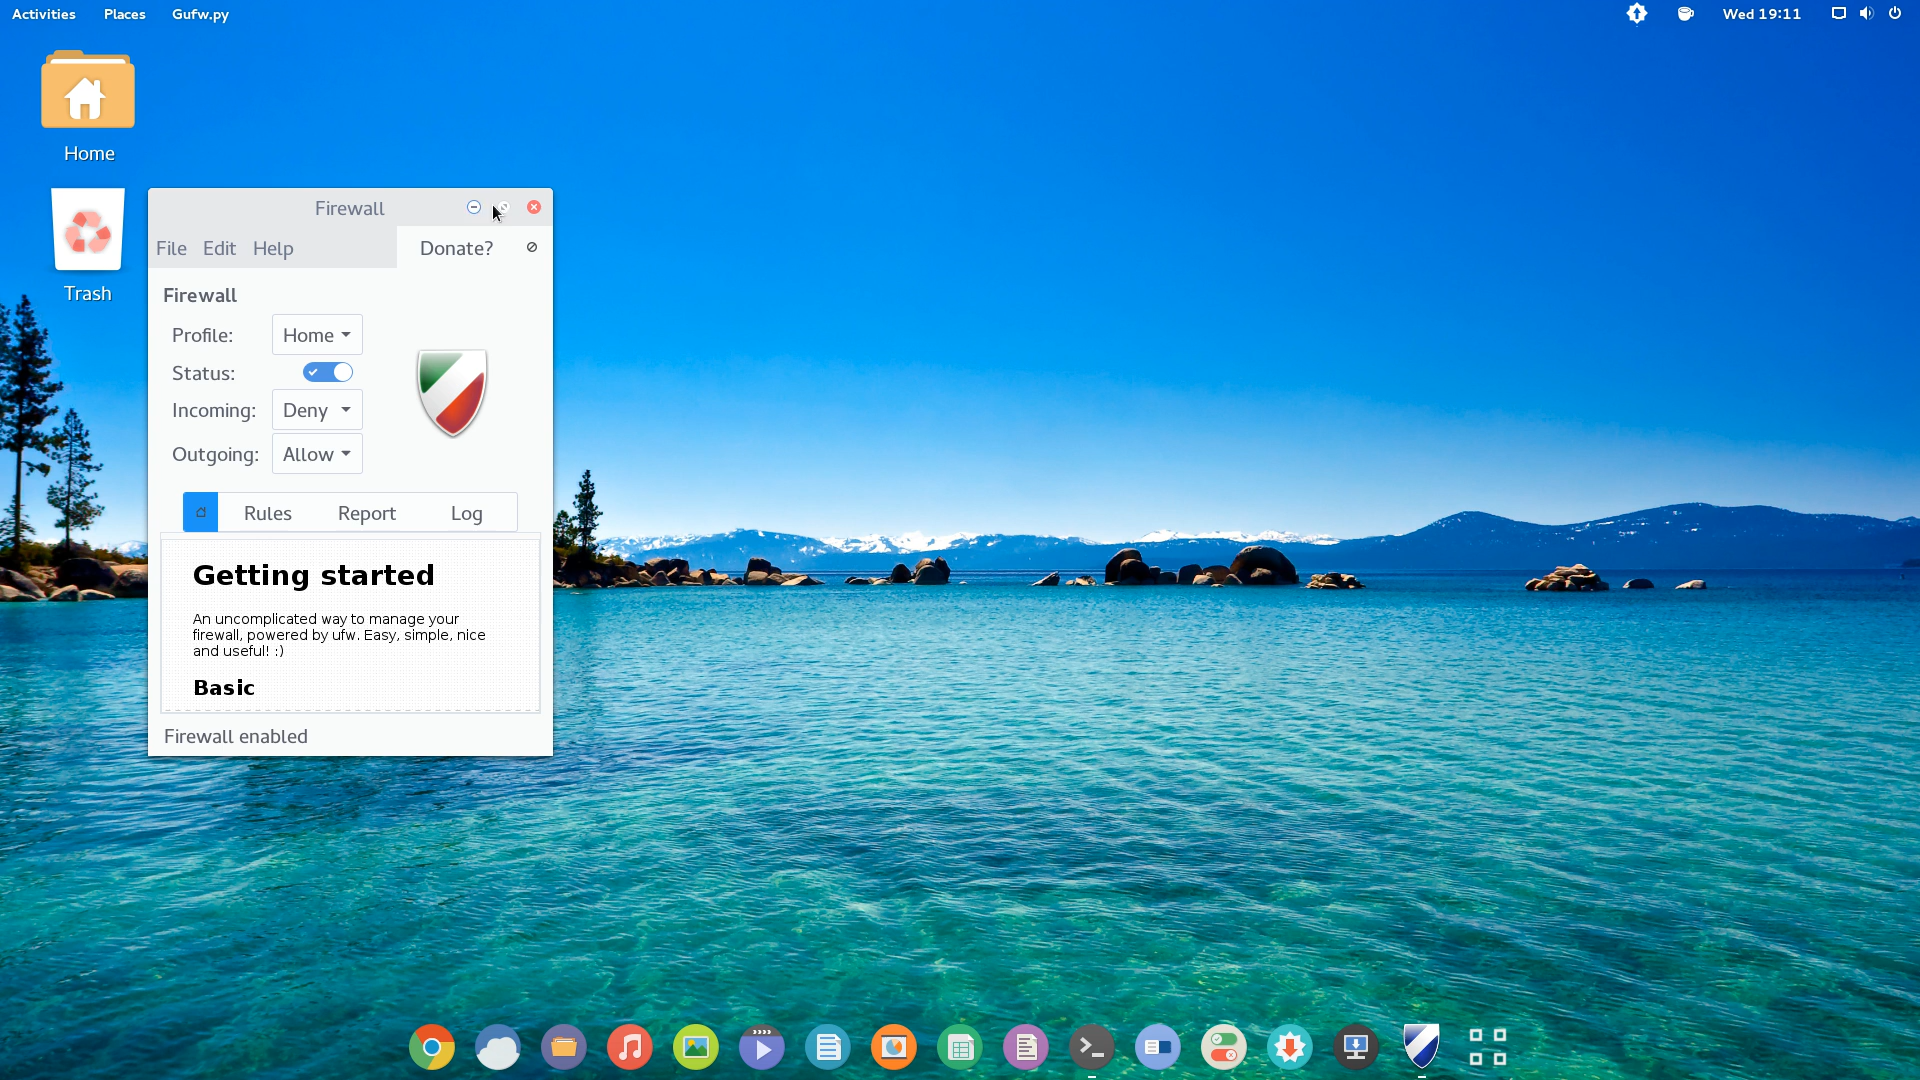 Activities Places Gufw.py Wed 19:11
Home
Trash
Firewall
File Edit Help Donate?
Firewall
Profile: Home
Status:
Incoming: Deny
Outgoing: Allow
Rules Report Log
Getting started
An uncomplicated way to manage your
firewall, powered by ufw. Easy, simple, nice
and useful! :)
Basic
Firewall enabled